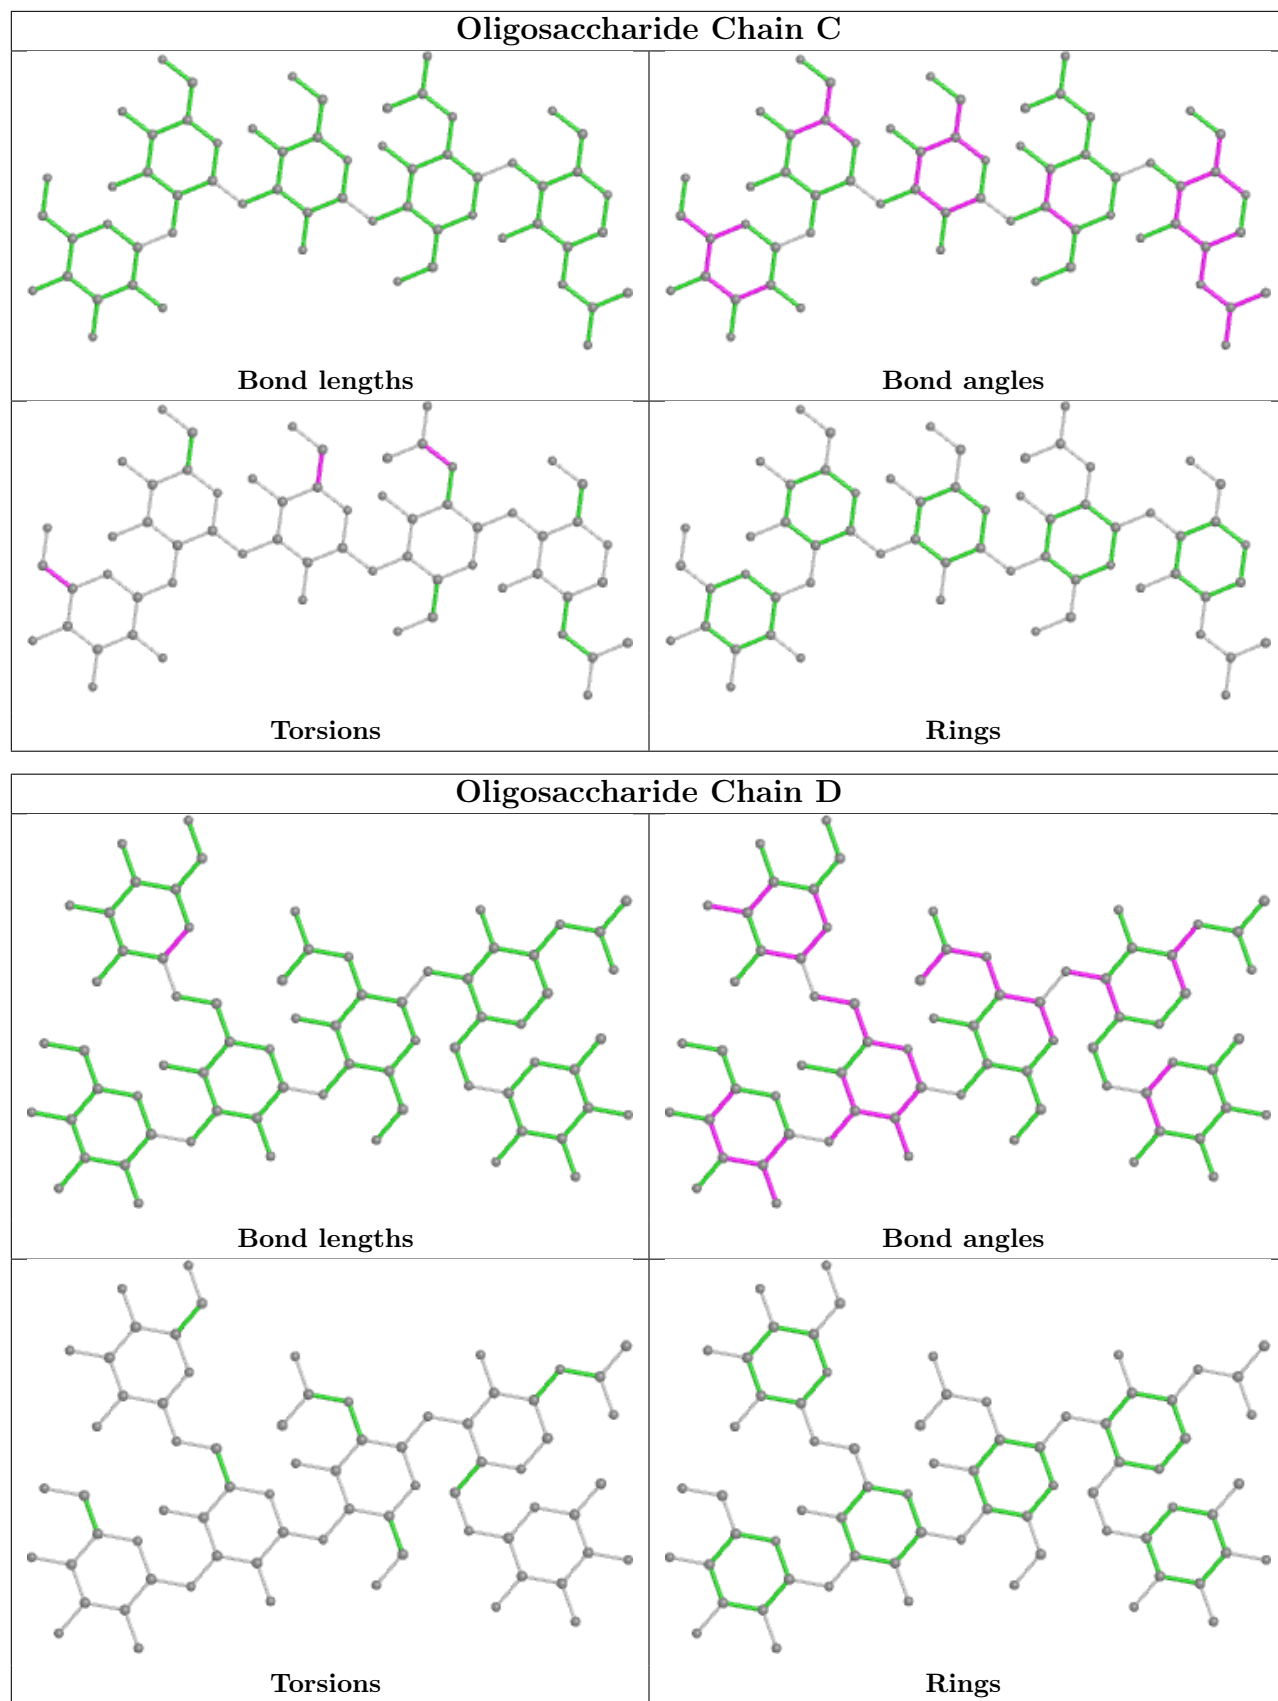 Oligosaccharide Chain C
Bond lengths
Bond angles
Torsions
Rings
Oligosaccharide Chain D
Bond lengths
Bond angles
Torsions
Rings